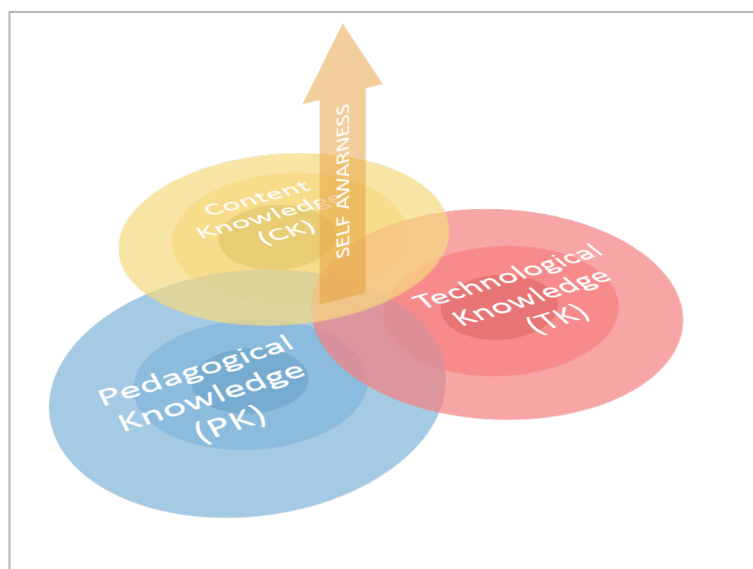 SELF AWARNESS
Content
Knowledge
(CK)
Technological
Knowledge
(TK)
Pedagogical
Knowledge
(PK)